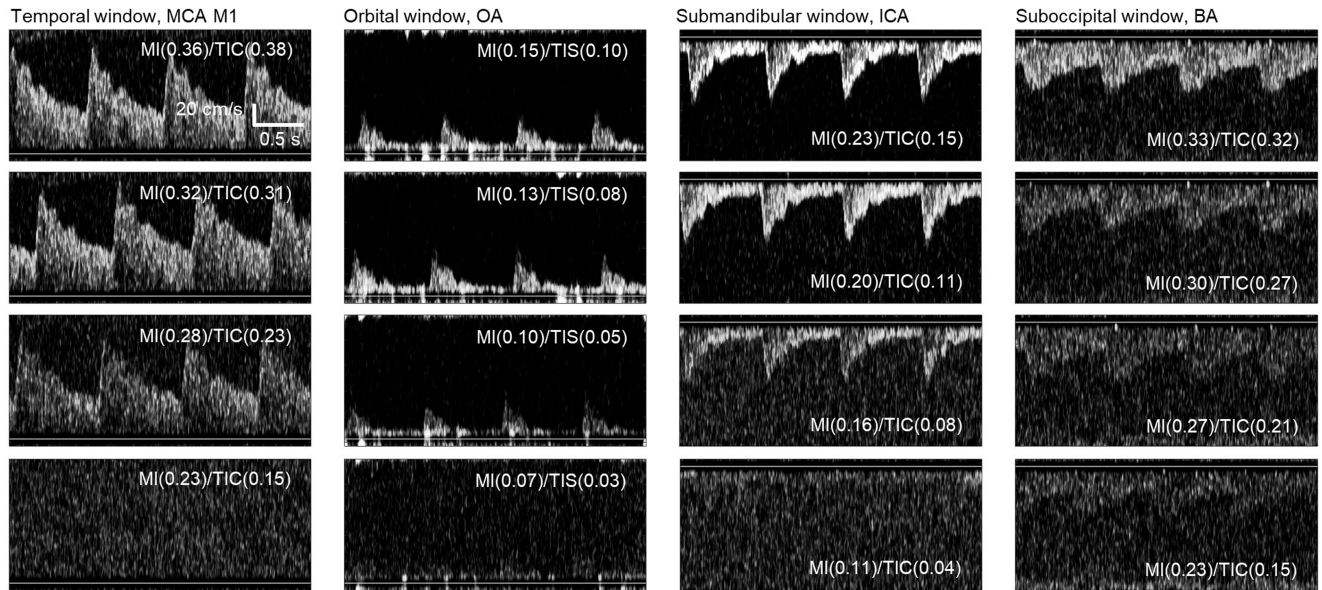 Temporal window, MCA M1
Orbital window, OA
Submandibular window, ICA
Suboccipital window, BA
MI(0.36)/TIC(0.38)
20 cm/s
0.5 s
MI(0.15)/TIS(0.10)
MI(0.23)/TIC(0.15)
MI(0.33)/TIC(0.32)
MI(0.32)/TIC(0.31)
MI(0.13)/TIS(0.08)
MI(0.20)/TIC(0.11)
MI(0.30)/TIC(0.27)
MI(0.28)/TIC(0.23)
MI(0.10)/TIS(0.05)
MI(0.16)/TIC(0.08)
MI(0.27)/TIC(0.21)
MI(0.23)/TIC(0.15)
MI(0.07)/TIS(0.03)
MI(0.11)/TIC(0.04)
MI(0.23)/TIC(0.15)